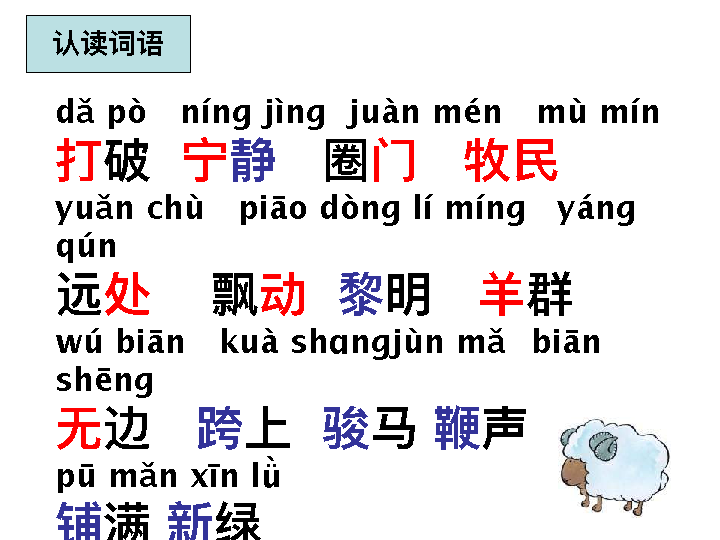 认读词语
dǎ pò níng jìng juàn mén mù mín
打破 宁静 圈门 牧民
yuǎn chù piāo dòng lí míng yáng
qún
远处 飘动 黎明 羊群
wú biān kuà shɑngjùn mǎ biān
shēng
无边 跨上 骏马 鞭声
pū mǎn xīn lǜ
铺满 新绿